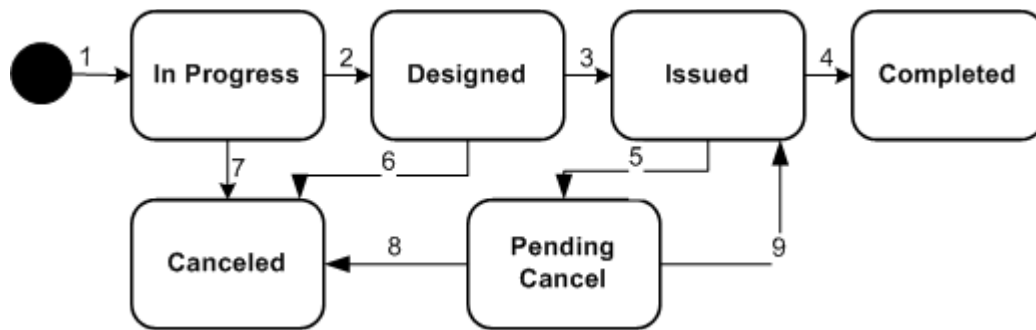 1
In Progress
2
Designed
3
Issued
4
Completed
7
6
5
Canceled
8
Pending
Cancel
9